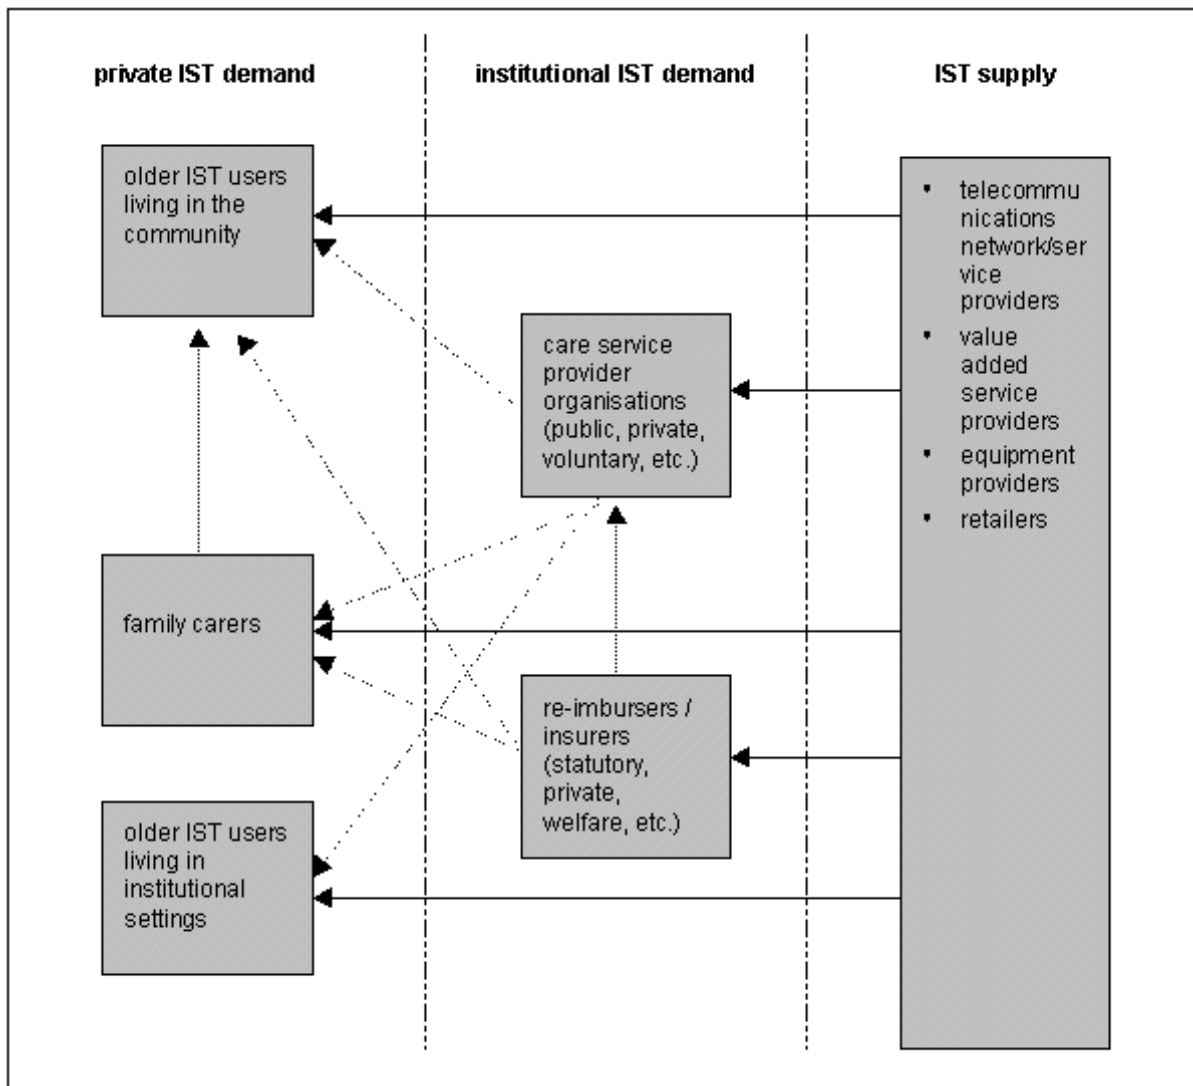 private IST demand
institutional IST demand
IST supply
older IST users
living in the
community
family carers
older IST users
living in
institutional
settings
care service
provider
organisations
(public, private,
voluntary, etc.)
re-imbursers /
insurers
(statutory,
private,
welfare, etc.)
• telecommu
nications
network/ser
vice
providers
• value
added
service
providers
• equipment
providers
• retailers